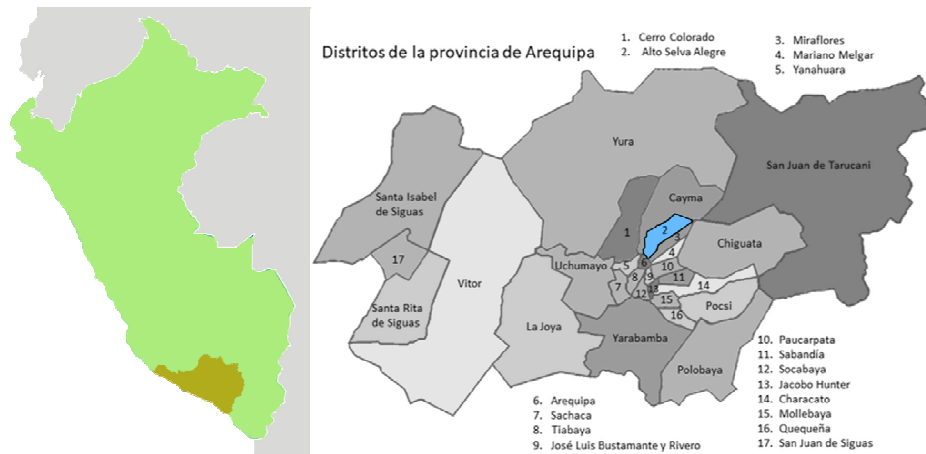 Distritos de la provincia de Arequipa
1. Cerro Colorado
2. Alto Selva Alegre
3. Miraflores
4. Mariano Melgar
5. Yanahuara
Yura
San Juan de Tarucani
Santa Isabel
de Siguas
Cayma
1
2
3
4
Chiguata
17
Vitor
Uchumayo
5
6
10
7
8
9
11
12
13
14
15
16
Pocsi
Santa Rita
de Siguas
La Joya
Yarabamba
Polobaya
6. Arequipa
7. Sachaca
8. Tiabaya
9. José Luis Bustamante y Rivero
10. Paucarpata
11. Sabandía
12. Socabaya
13. Jacobo Hunter
14. Characato
15. Mollebaya
16. Quequeña
17. San Juan de Siguas